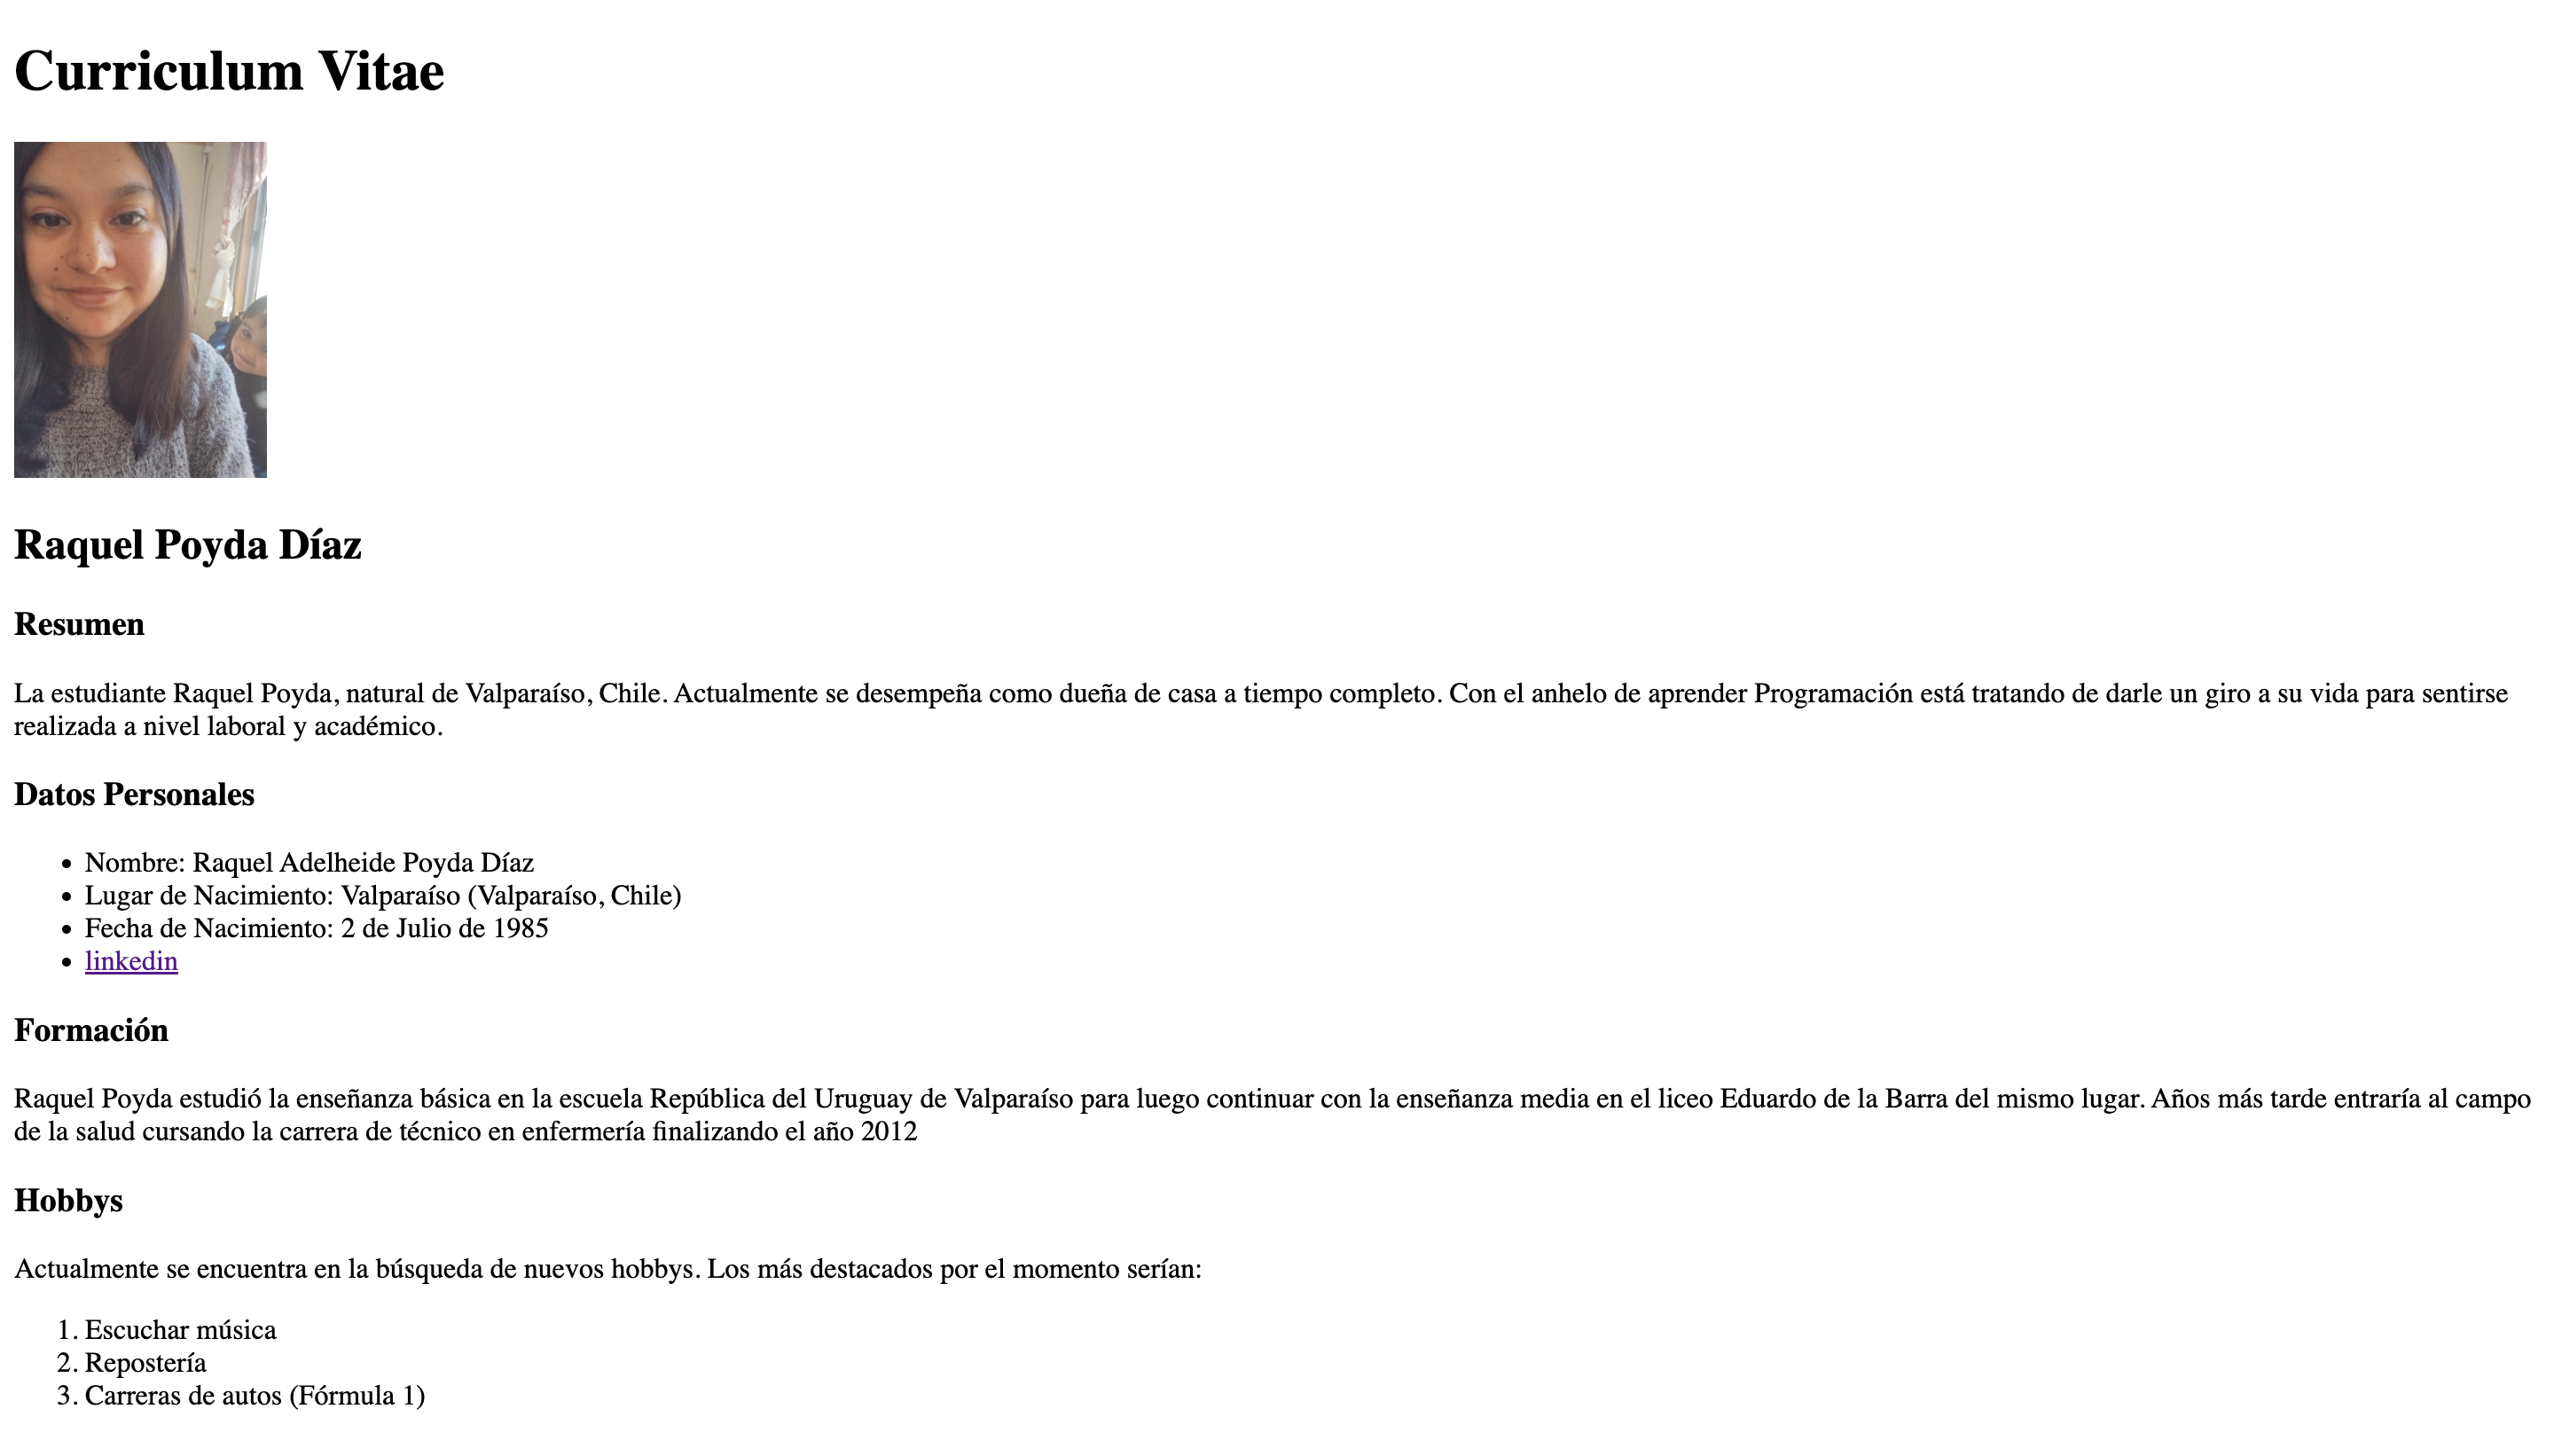 Curriculum Vitae
Raquel Poyda Díaz
Resumen
La estudiante Raquel Poyda, natural de Valparaíso, Chile. Actualmente se desempeña como dueña de casa a tiempo completo. Con el anhelo de aprender Programación está tratando de darle un giro a su vida para sentirse
realizada a nivel laboral y académico.
Datos Personales
• Nombre: Raquel Adelheide Poyda Díaz
• Lugar de Nacimiento: Valparaíso (Valparaíso, Chile)
• Fecha de Nacimiento: 2 de Julio de 1985
• linkedin
Formación
Raquel Poyda estudió la enseñanza básica en la escuela República del Uruguay de Valparaíso para luego continuar con la enseñanza media en el liceo Eduardo de la Barra del mismo lugar. Años más tarde entraría al campo
de la salud cursando la carrera de técnico en enfermería finalizando el año 2012
Hobbys
Actualmente se encuentra en la búsqueda de nuevos hobbys. Los más destacados por el momento serían:
1. Escuchar música
2. Repostería
3. Carreras de autos (Fórmula 1)